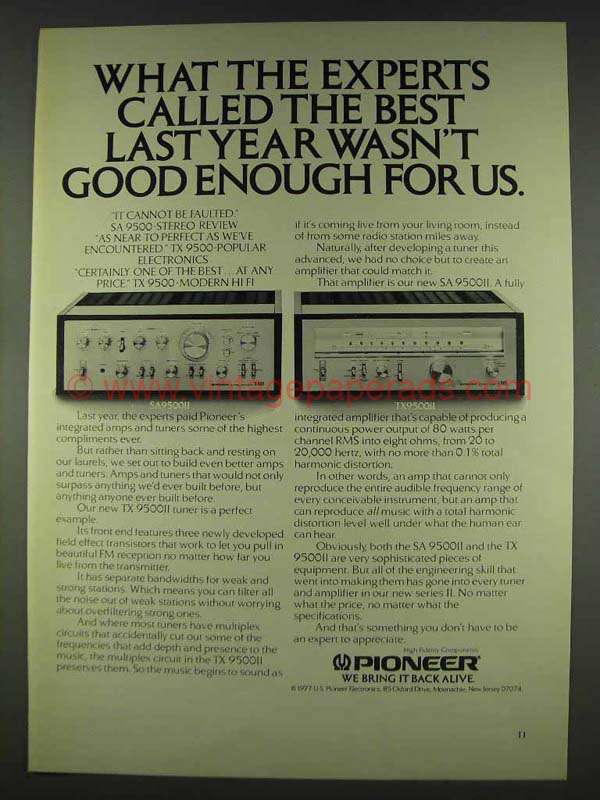 WHAT THE EXPERTS
CALLED THE BEST
LAST YEAR WASN'T
GOOD ENOUGH FOR US.
"IT CANNOT BE FAULTED."
SA 9500-STEREO REVIEW
"AS NEAR TO PERFECT AS WE'VE
ENCOUNTERED." TX 9500-POPULAR
ELECTRONICS
"CERTAINLY ONE OF THE BEST...AT ANY
PRICE." TX 9500-MODERN HI FI
SA9500II
Last year, the experts paid Pioneer's
integrated amps and tuners some of the highest
compliments ever.
But rather than sitting back and resting on
our laurels, we set out to build even better amps
and tuners. Amps and tuners that would not only
surpass anything we'd ever built before, but
anything anyone ever built before.
Our new TX 9500II tuner is a perfect
example.
Its front end features three newly developed
field effect transistors that work to let you pull in
beautiful FM reception no matter how far you
live from the transmitter.
It has separate bandwidths for weak and
strong stations. Which means you can filter all
the noise out of weak stations without worrying
about overfiltering strong ones.
And where most tuners have multiplex
circuits that accidentally cut out some of the
frequencies that add depth and presence to the
music, the multiplex circuit in the TX 9500II
preserves them. So the music begins to sound as
if it's coming live from your living room, instead
of from some radio station miles away.
Naturally, after developing a tuner this
advanced, we had no choice but to create an
amplifier that could match it.
That amplifier is our new SA 9500II. A fully
TX9500II
integrated amplifier that's capable of producing a
continuous power output of 80 watts per
channel RMS into eight ohms, from 20 to
20,000 hertz, with no more than 0.1% total
harmonic distortion.
In other words, an amp that cannot only
reproduce the entire audible frequency range of
every conceivable instrument, but an amp that
can reproduce all music with a total harmonic
distortion level well under what the human ear
can hear.
Obviously, both the SA 9500II and the TX
9500II are very sophisticated pieces of
equipment. But all of the engineering skill that
went into making them has gone into every tuner
and amplifier in our new series II. No matter
what the price, no matter what the
specifications.
And that's something you don't have to be
an expert to appreciate.
High Fidelity Components
PIONEER®
WE BRING IT BACK ALIVE.
© 1977 U.S. Pioneer Electronics, 85 Oxford Drive, Moonachie, New Jersey 07074.
11
© www.vintagepaperads.com